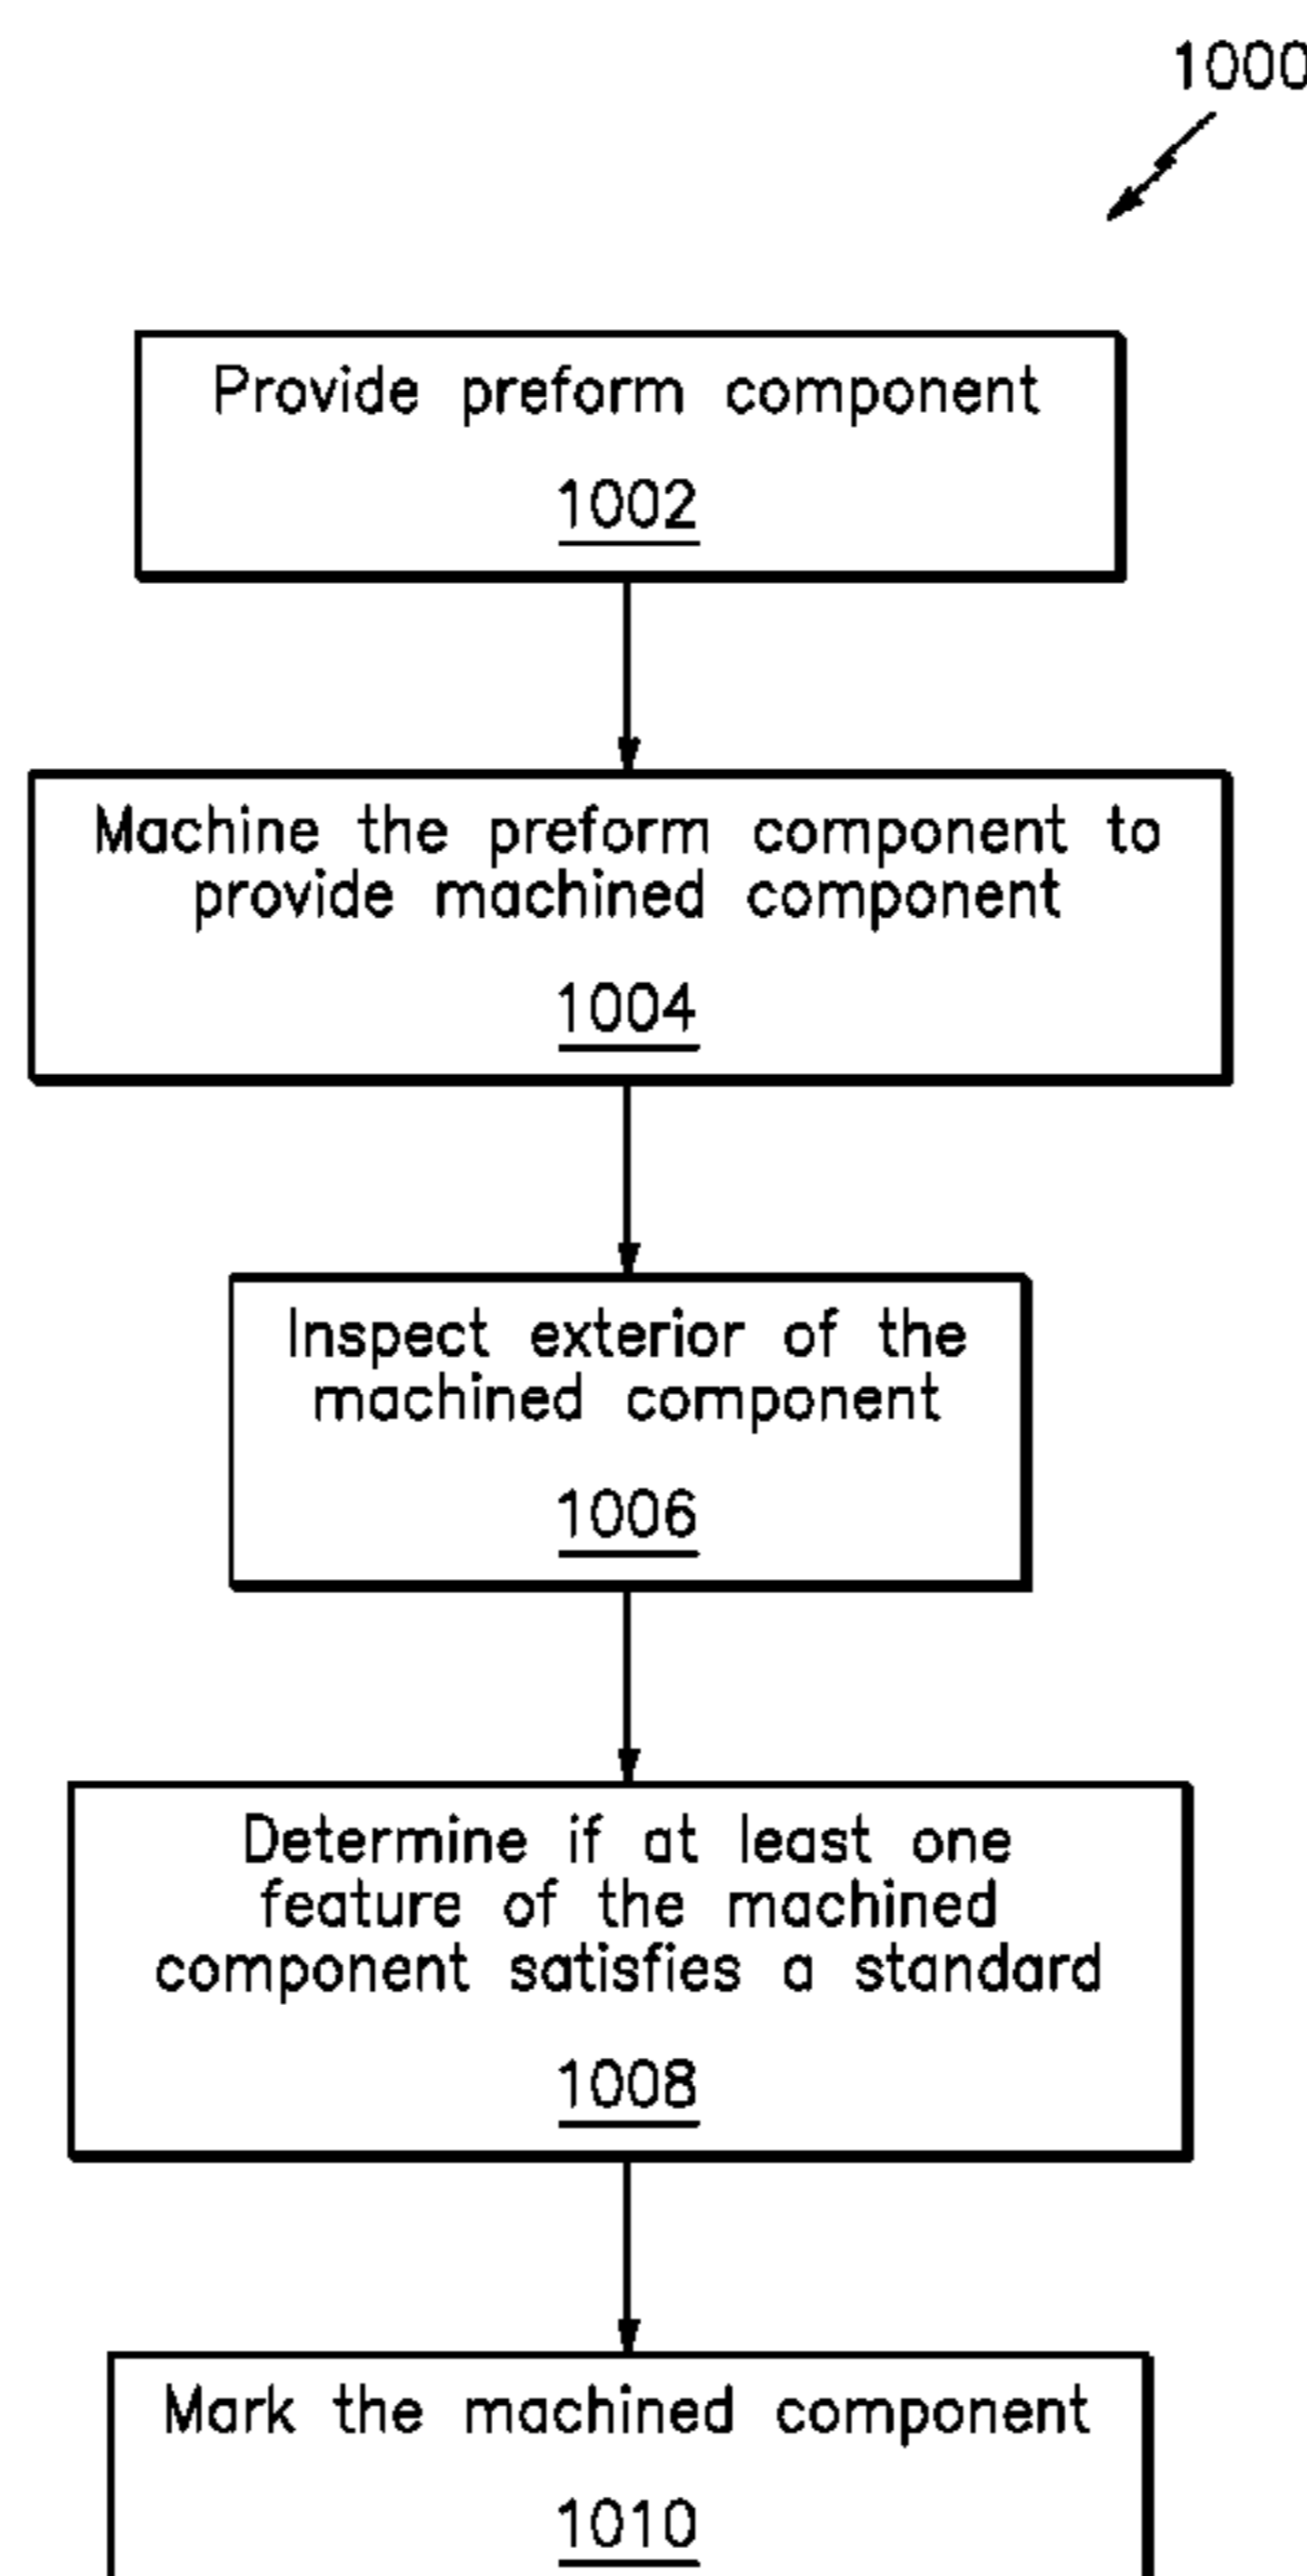 1000
Provide preform component
1002
Machine the preform component to
provide machined component
1004
Inspect exterior of the
machined component
1006
Determine if at least one
feature of the machined
component satisfies a standard
1008
Mark the machined component
1010